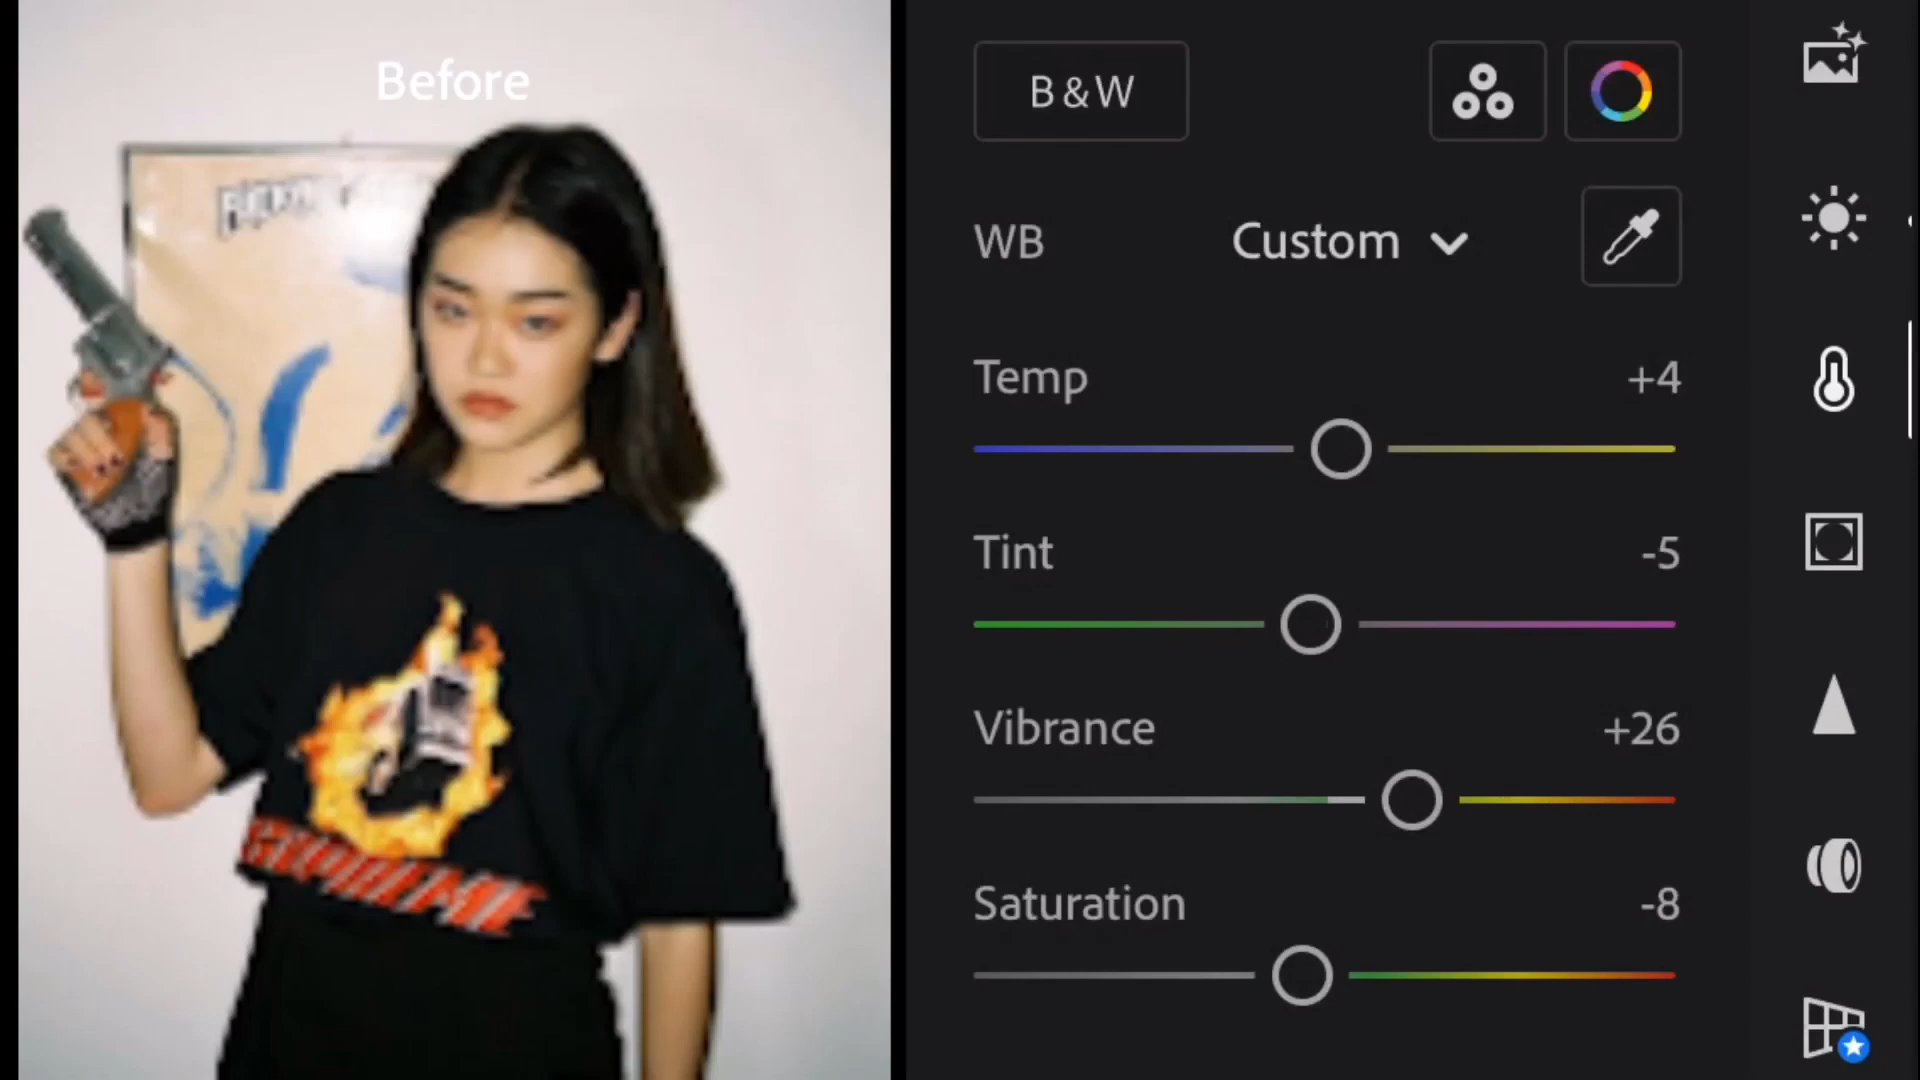 Before
B&W
WB
Custom
Temp
+4
Tint
-5
Vibrance
+26
Saturation
-8